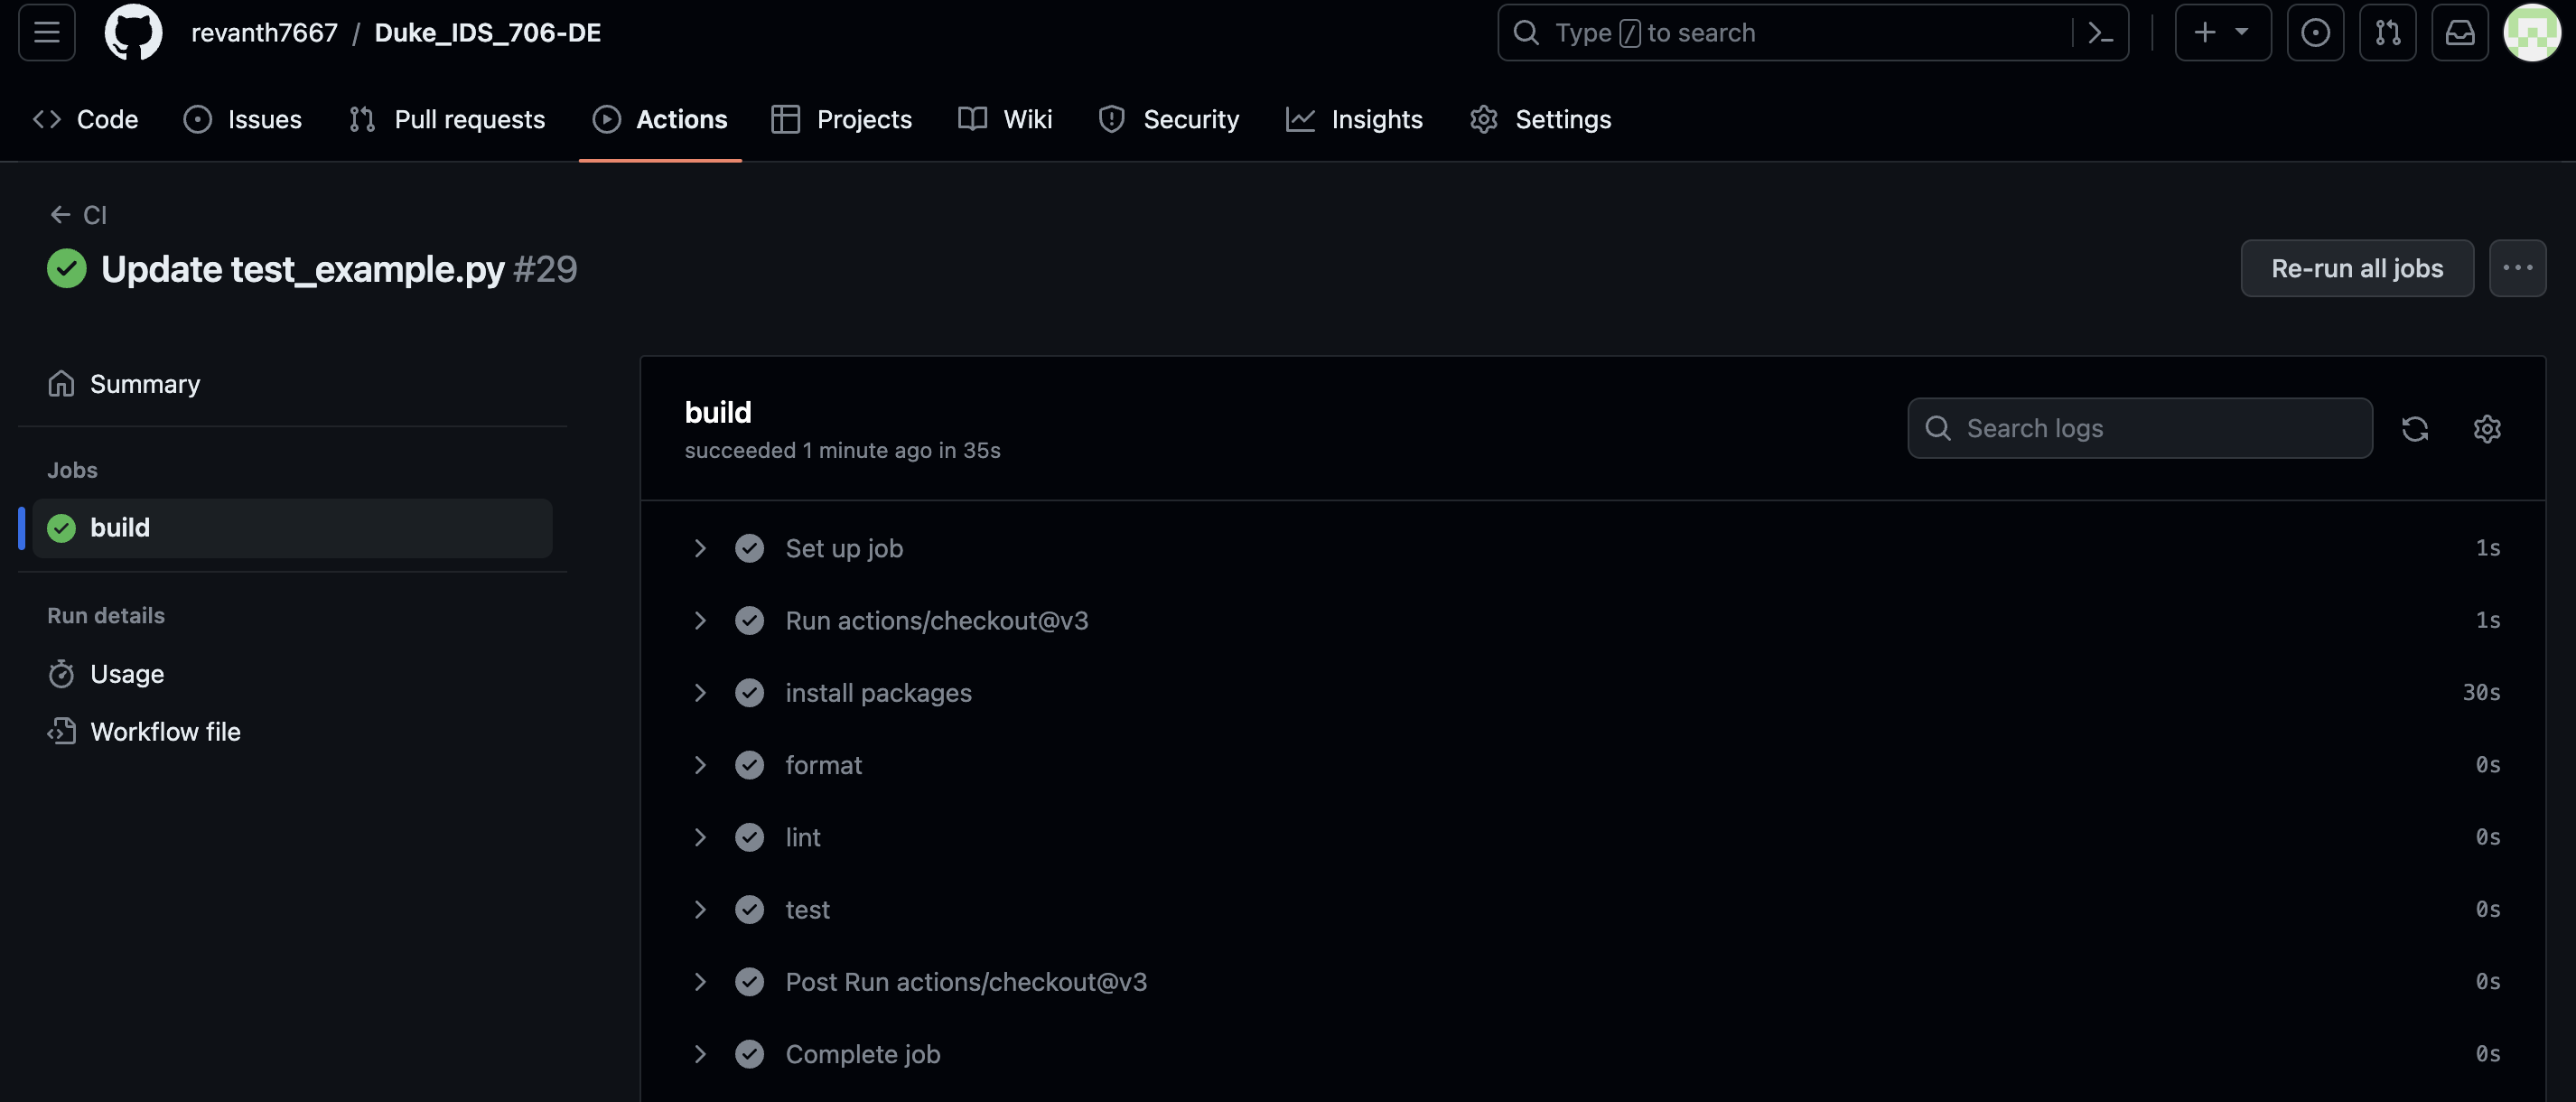 revanth7667 / Duke_IDS_706-DE
Type / to search
Code Issues Pull requests Actions Projects Wiki Security Insights Settings
CI
Update test_example.py #29
Re-run all jobs
Summary
Jobs
build
Run details
Usage
Workflow file
build
succeeded 1 minute ago in 35s
Search logs
Set up job 1s
Run actions/checkout@v3 1s
install packages 30s
format 0s
lint 0s
test 0s
Post Run actions/checkout@v3 0s
Complete job 0s